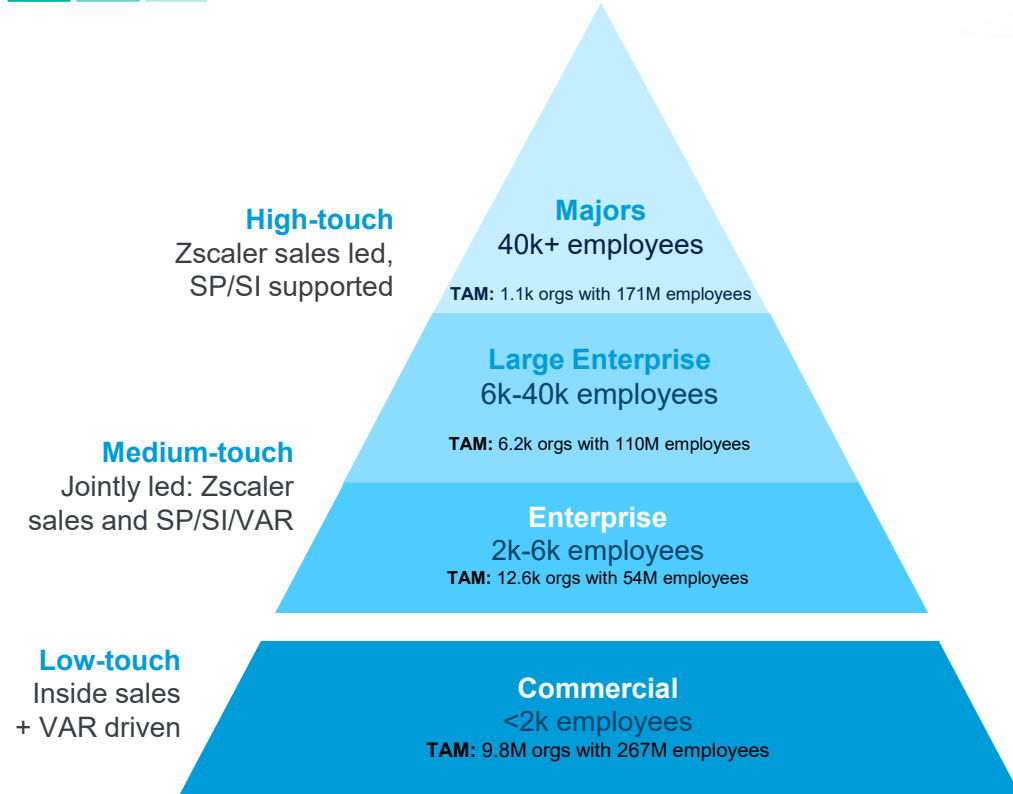 High-touch
Zscaler sales led,
SP/SI supported
Majors
40k+ employees
TAM: 1.1k orgs with 171M employees
Large Enterprise
6k-40k employees
TAM: 6.2k orgs with 110M employees
Medium-touch
Jointly led: Zscaler
sales and SP/SI/VAR
Enterprise
2k-6k employees
TAM: 12.6k orgs with 54M employees
Low-touch
Inside sales
+ VAR driven
Commercial
<2k employees
TAM: 9.8M orgs with 267M employees